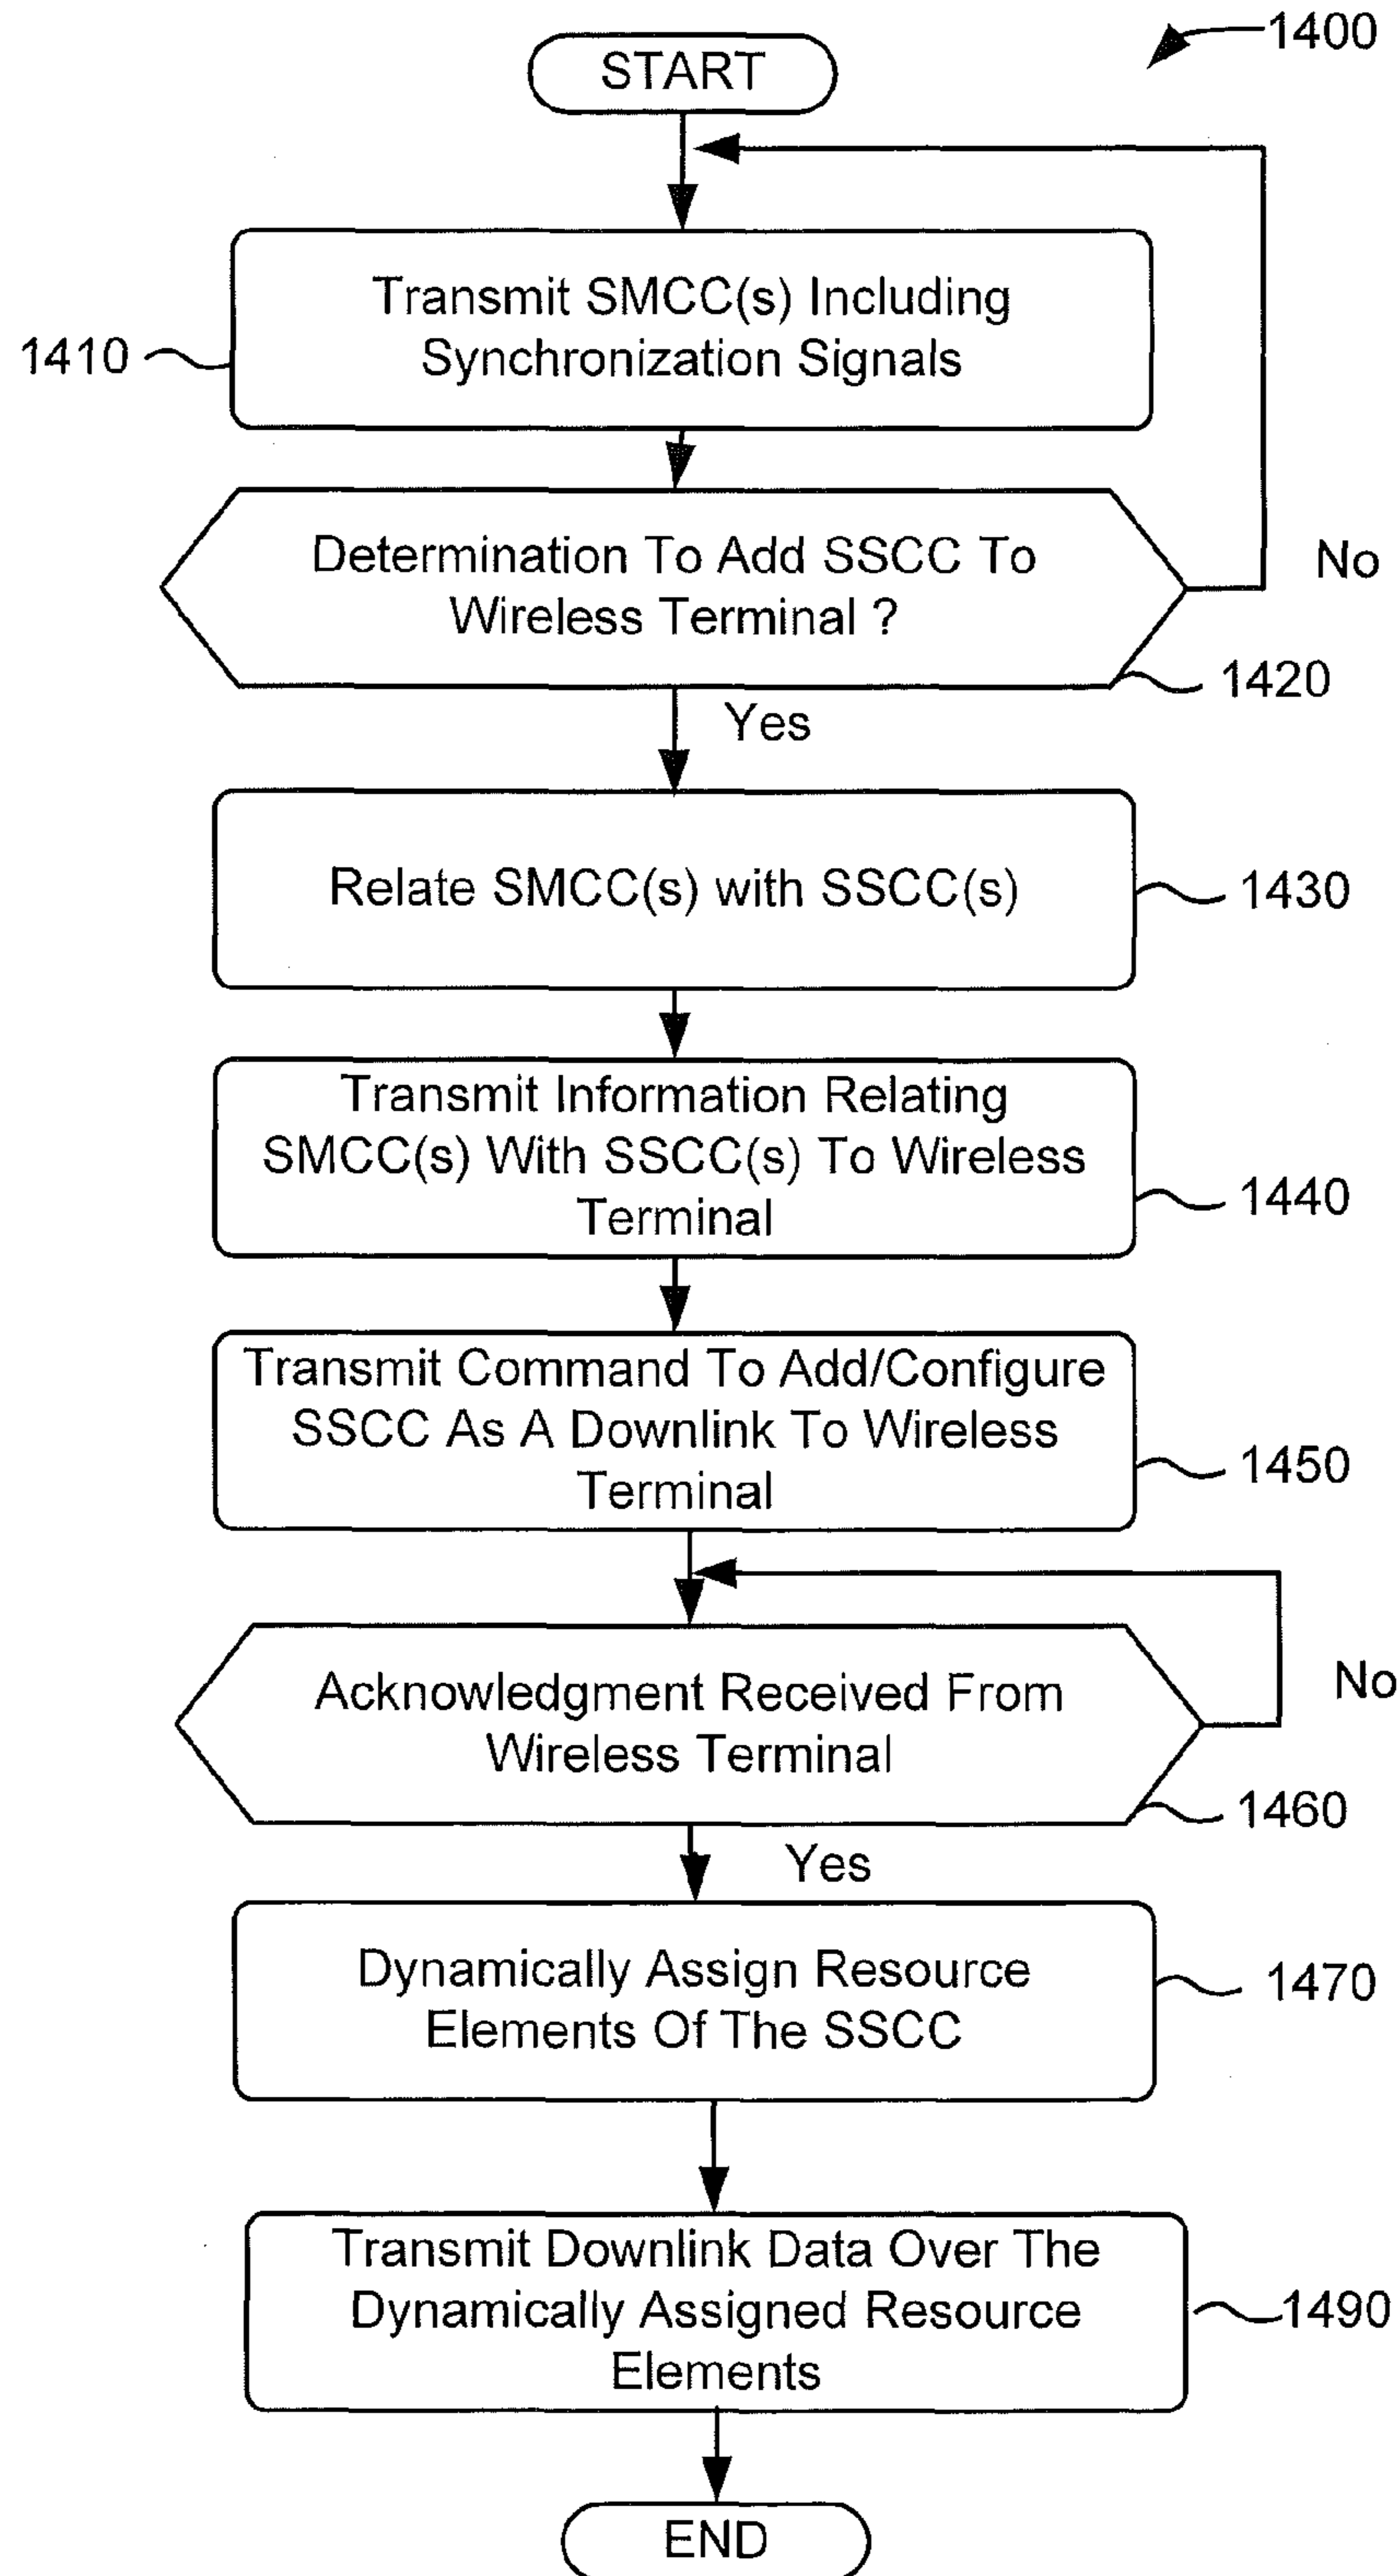 1400
START
Transmit SMCC(s) Including
Synchronization Signals
1410
Determination To Add SSCC To
Wireless Terminal ?
No
1420
Yes
Relate SMCC(s) with SSCC(s)
1430
Transmit Information Relating
SMCC(s) With SSCC(s) To Wireless
Terminal
1440
Transmit Command To Add/Configure
SSCC As A Downlink To Wireless
Terminal
1450
Acknowledgment Received From
Wireless Terminal
No
1460
Yes
Dynamically Assign Resource
Elements Of The SSCC
1470
Transmit Downlink Data Over The
Dynamically Assigned Resource
Elements
1490
END